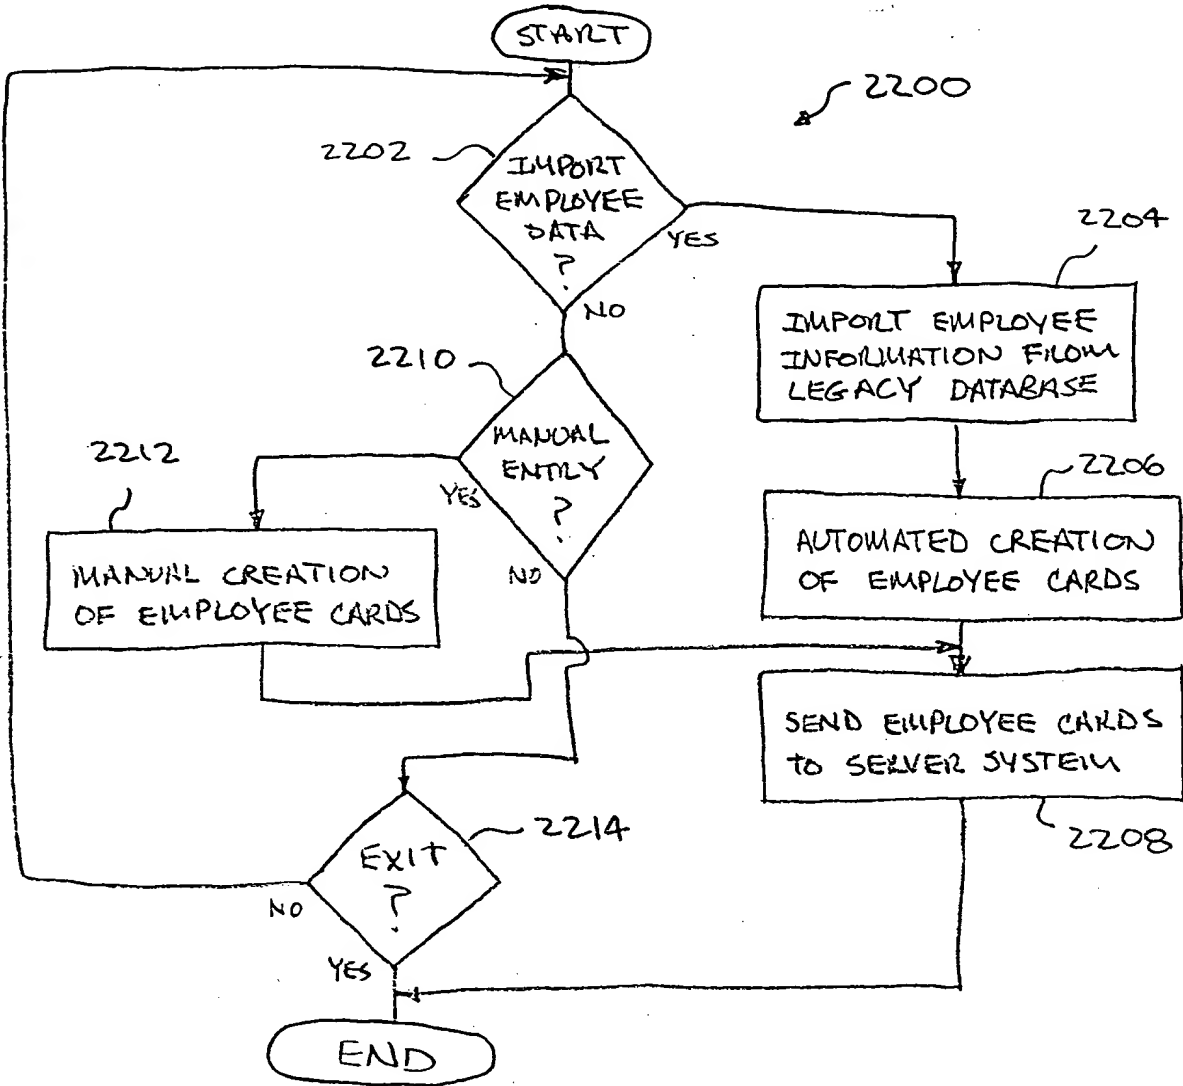 START
2200
2202
IMPORT
EMPLOYEE
DATA
?
YES
NO
2204
IMPORT EMPLOYEE
INFORMATION FROM
LEGACY DATABASE
2210
MANUAL
ENTRY
?
YES
NO
2212
MANUAL CREATION
OF EMPLOYEE CARDS
2206
AUTOMATED CREATION
OF EMPLOYEE CARDS
SEND EMPLOYEE CARDS
to SERVER SYSTEM
2208
2214
EXIT
?
NO
YES
END